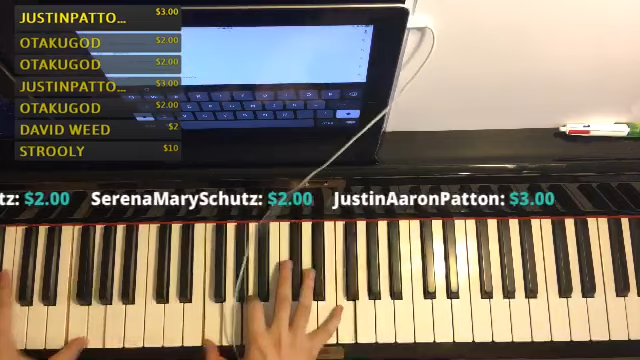 JUSTINPATTO... $3.00
OTAKUGOD $2.00
OTAKUGOD $2.00
JUSTINPATTO... $3.00
OTAKUGOD $2.00
DAVID WEED $2
STROOLY $10
tz: $2.00 SerenaMarySchutz: $2.00 JustinAaronPatton: $3.00